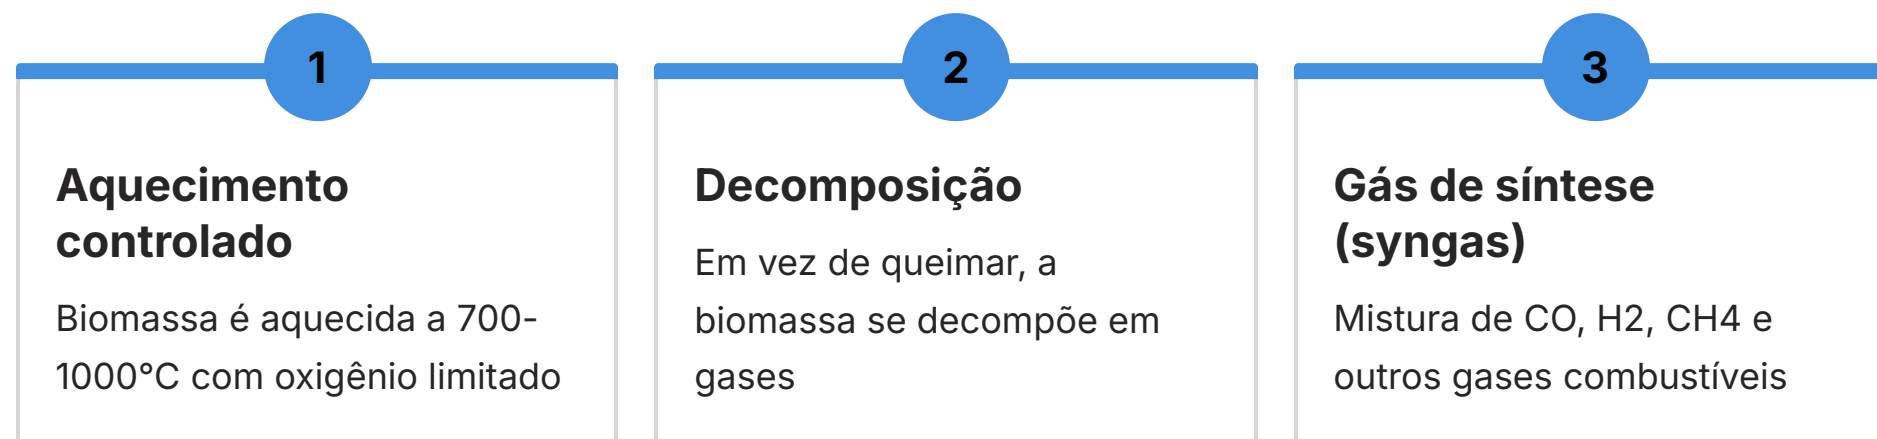 1
Aquecimento
controlado
Biomassa é aquecida a 700-
1000°C com oxigênio limitado
2
Decomposição
Em vez de queimar, a
biomassa se decompõe em
gases
3
Gás de síntese
(syngas)
Mistura de CO, H2, CH4 e
outros gases combustíveis